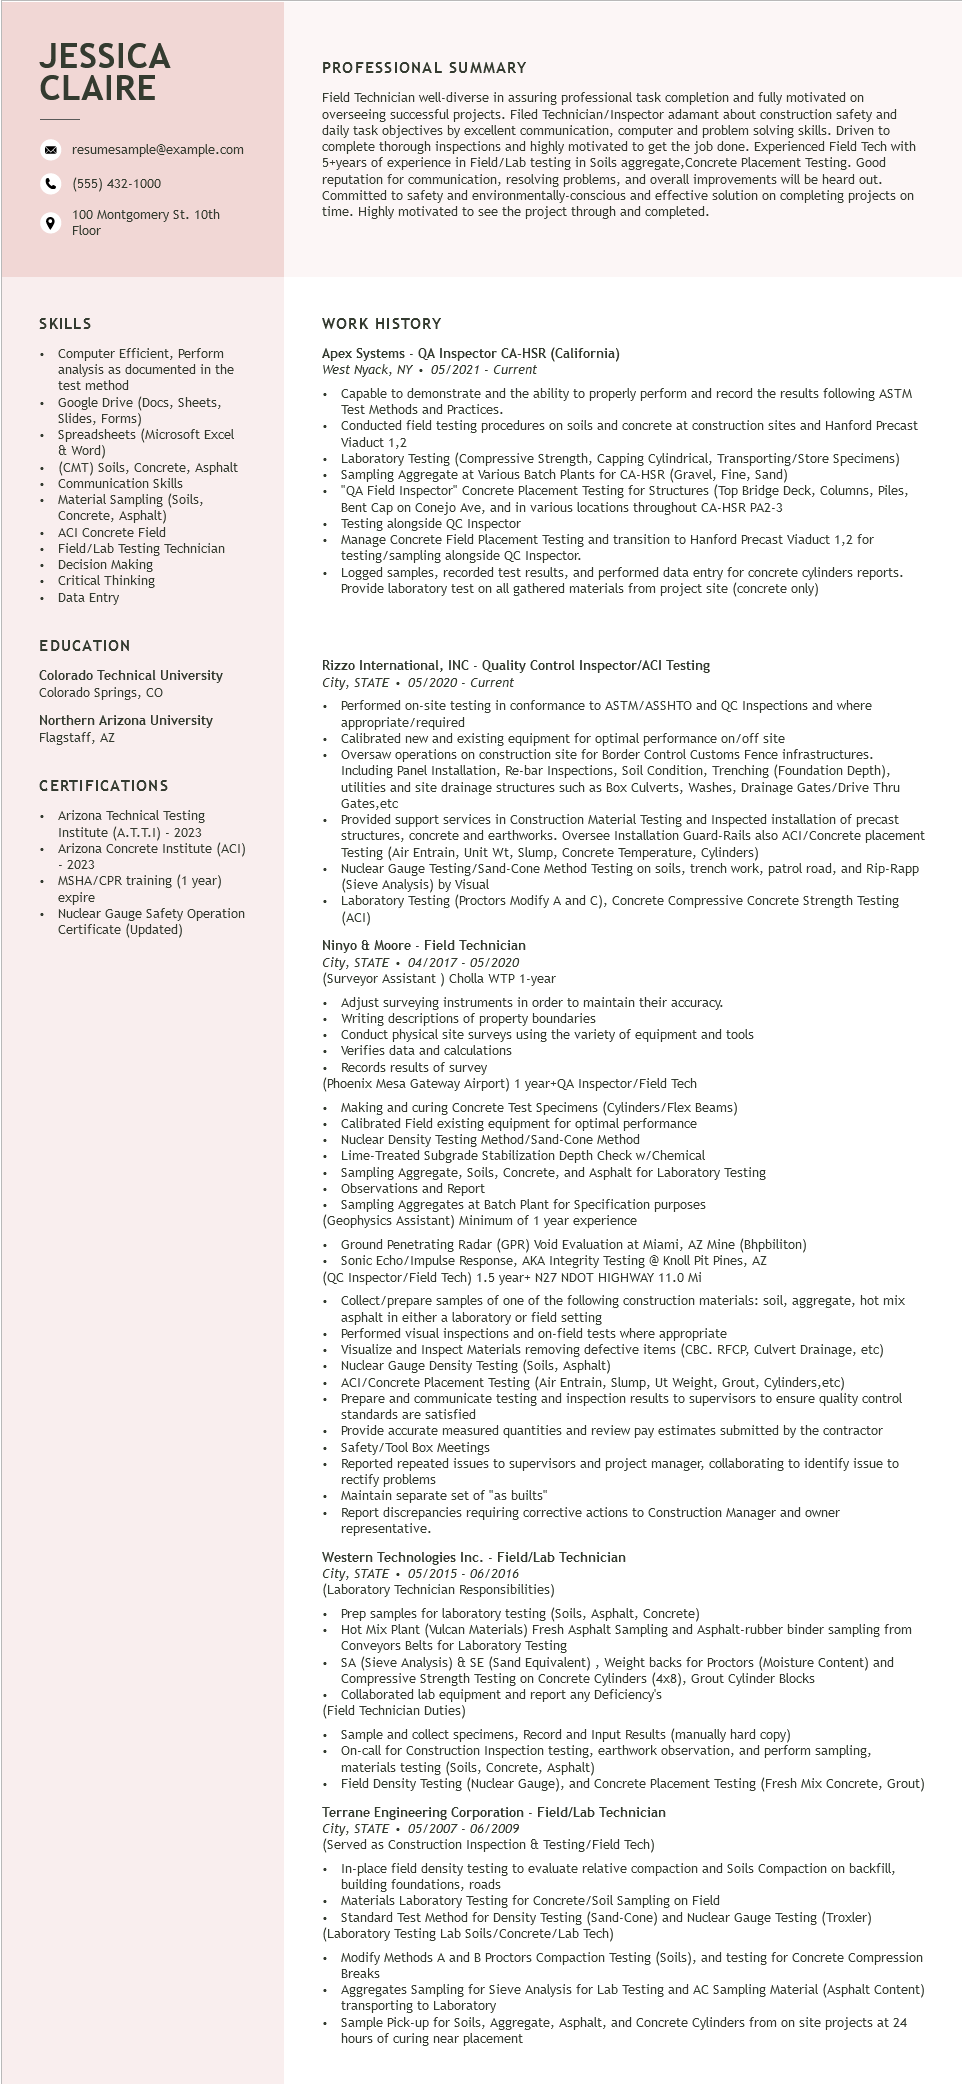 JESSICA
CLAIRE
resumesample@example.com
(555) 432-1000
100 Montgomery St. 10th
Floor
PROFESSIONAL SUMMARY
Field Technician well-diverse in assuring professional task completion and fully motivated on
overseeing successful projects. Filed Technician/Inspector adamant about construction safety and
daily task objectives by excellent communication, computer and problem solving skills. Driven to
complete thorough inspections and highly motivated to get the job done. Experienced Field Tech with
5+years of experience in Field/Lab testing in Soils aggregate,Concrete Placement Testing. Good
reputation for communication, resolving problems, and overall improvements will be heard out.
Committed to safety and environmentally-conscious and effective solution on completing projects on
time. Highly motivated to see the project through and completed.
SKILLS
• Computer Efficient, Perform
analysis as documented in the
test method
• Google Drive (Docs, Sheets,
Slides, Forms)
• Spreadsheets (Microsoft Excel
& Word)
• (CMT) Soils, Concrete, Asphalt
• Communication Skills
• Material Sampling (Soils,
Concrete, Asphalt)
• ACI Concrete Field
• Field/Lab Testing Technician
• Decision Making
• Critical Thinking
• Data Entry
EDUCATION
Colorado Technical University
Colorado Springs, CO
Northern Arizona University
Flagstaff, AZ
CERTIFICATIONS
• Arizona Technical Testing
Institute (A.T.T.I) - 2023
• Arizona Concrete Institute (ACI)
- 2023
• MSHA/CPR training (1 year)
expire
• Nuclear Gauge Safety Operation
Certificate (Updated)
WORK HISTORY
Apex Systems - QA Inspector CA-HSR (California)
West Nyack, NY • 05/2021 - Current
• Capable to demonstrate and the ability to properly perform and record the results following ASTM
Test Methods and Practices.
• Conducted field testing procedures on soils and concrete at construction sites and Hanford Precast
Viaduct 1,2
• Laboratory Testing (Compressive Strength, Capping Cylindrical, Transporting/Store Specimens)
• Sampling Aggregate at Various Batch Plants for CA-HSR (Gravel, Fine, Sand)
• "QA Field Inspector" Concrete Placement Testing for Structures (Top Bridge Deck, Columns, Piles,
Bent Cap on Conejo Ave, and in various locations throughout CA-HSR PA2-3
• Testing alongside QC Inspector
• Manage Concrete Field Placement Testing and transition to Hanford Precast Viaduct 1,2 for
testing/sampling alongside QC Inspector.
• Logged samples, recorded test results, and performed data entry for concrete cylinders reports.
Provide laboratory test on all gathered materials from project site (concrete only)
Rizzo International, INC - Quality Control Inspector/ACI Testing
City, STATE • 05/2020 - Current
• Performed on-site testing in conformance to ASTM/ASSHTO and QC Inspections and where
appropriate/required
• Calibrated new and existing equipment for optimal performance on/off site
• Oversaw operations on construction site for Border Control Customs Fence infrastructures.
Including Panel Installation, Re-bar Inspections, Soil Condition, Trenching (Foundation Depth),
utilities and site drainage structures such as Box Culverts, Washes, Drainage Gates/Drive Thru
Gates,etc
• Provided support services in Construction Material Testing and Inspected installation of precast
structures, concrete and earthworks. Oversee Installation Guard-Rails also ACI/Concrete placement
Testing (Air Entrain, Unit Wt, Slump, Concrete Temperature, Cylinders)
• Nuclear Gauge Testing/Sand-Cone Method Testing on soils, trench work, patrol road, and Rip-Rapp
(Sieve Analysis) by Visual
• Laboratory Testing (Proctors Modify A and C), Concrete Compressive Concrete Strength Testing
(ACI)
Ninyo & Moore - Field Technician
City, STATE • 04/2017 - 05/2020
(Surveyor Assistant ) Cholla WTP 1-year
• Adjust surveying instruments in order to maintain their accuracy.
• Writing descriptions of property boundaries
• Conduct physical site surveys using the variety of equipment and tools
• Verifies data and calculations
• Records results of survey
(Phoenix Mesa Gateway Airport) 1 year+QA Inspector/Field Tech
• Making and curing Concrete Test Specimens (Cylinders/Flex Beams)
• Calibrated Field existing equipment for optimal performance
• Nuclear Density Testing Method/Sand-Cone Method
• Lime-Treated Subgrade Stabilization Depth Check w/Chemical
• Sampling Aggregate, Soils, Concrete, and Asphalt for Laboratory Testing
• Observations and Report
• Sampling Aggregates at Batch Plant for Specification purposes
(Geophysics Assistant) Minimum of 1 year experience
• Ground Penetrating Radar (GPR) Void Evaluation at Miami, AZ Mine (Bhpbiliton)
• Sonic Echo/Impulse Response, AKA Integrity Testing @ Knoll Pit Pines, AZ
(QC Inspector/Field Tech) 1.5 year+ N27 NDOT HIGHWAY 11.0 Mi
• Collect/prepare samples of one of the following construction materials: soil, aggregate, hot mix
asphalt in either a laboratory or field setting
• Performed visual inspections and on-field tests where appropriate
• Visualize and Inspect Materials removing defective items (CBC. RFCP, Culvert Drainage, etc)
• Nuclear Gauge Density Testing (Soils, Asphalt)
• ACI/Concrete Placement Testing (Air Entrain, Slump, Ut Weight, Grout, Cylinders,etc)
• Prepare and communicate testing and inspection results to supervisors to ensure quality control
standards are satisfied
• Provide accurate measured quantities and review pay estimates submitted by the contractor
• Safety/Tool Box Meetings
• Reported repeated issues to supervisors and project manager, collaborating to identify issue to
rectify problems
• Maintain separate set of "as builts"
• Report discrepancies requiring corrective actions to Construction Manager and owner
representative.
Western Technologies Inc. - Field/Lab Technician
City, STATE • 05/2015 - 06/2016
(Laboratory Technician Responsibilities)
• Prep samples for laboratory testing (Soils, Asphalt, Concrete)
• Hot Mix Plant (Vulcan Materials) Fresh Asphalt Sampling and Asphalt-rubber binder sampling from
Conveyors Belts for Laboratory Testing
• SA (Sieve Analysis) & SE (Sand Equivalent) , Weight backs for Proctors (Moisture Content) and
Compressive Strength Testing on Concrete Cylinders (4x8), Grout Cylinder Blocks
• Collaborated lab equipment and report any Deficiency's
(Field Technician Duties)
• Sample and collect specimens, Record and Input Results (manually hard copy)
• On-call for Construction Inspection testing, earthwork observation, and perform sampling,
materials testing (Soils, Concrete, Asphalt)
• Field Density Testing (Nuclear Gauge), and Concrete Placement Testing (Fresh Mix Concrete, Grout)
Terrane Engineering Corporation - Field/Lab Technician
City, STATE • 05/2007 - 06/2009
(Served as Construction Inspection & Testing/Field Tech)
• In-place field density testing to evaluate relative compaction and Soils Compaction on backfill,
building foundations, roads
• Materials Laboratory Testing for Concrete/Soil Sampling on Field
• Standard Test Method for Density Testing (Sand-Cone) and Nuclear Gauge Testing (Troxler)
(Laboratory Testing Lab Soils/Concrete/Lab Tech)
• Modify Methods A and B Proctors Compaction Testing (Soils), and testing for Concrete Compression
Breaks
• Aggregates Sampling for Sieve Analysis for Lab Testing and AC Sampling Material (Asphalt Content)
transporting to Laboratory
• Sample Pick-up for Soils, Aggregate, Asphalt, and Concrete Cylinders from on site projects at 24
hours of curing near placement